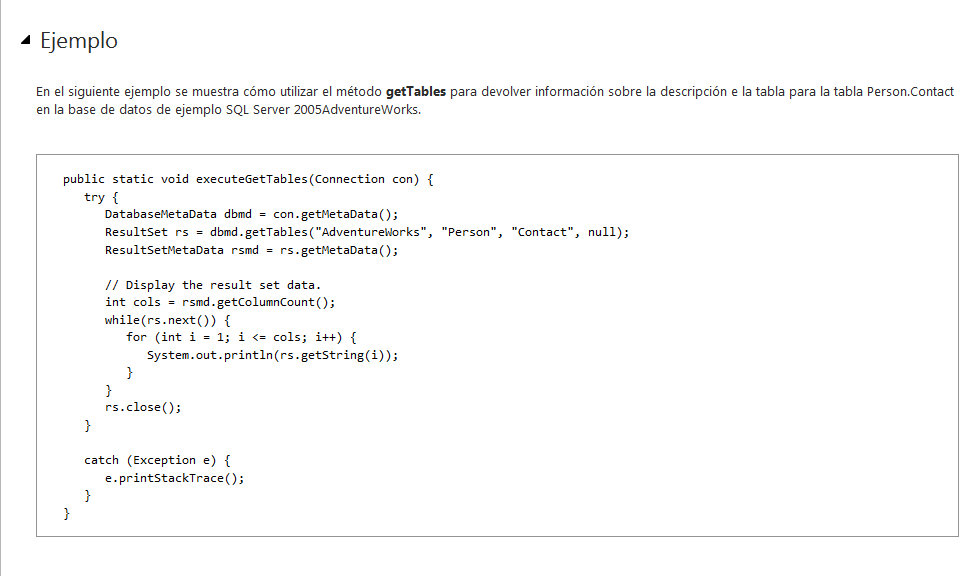 Ejemplo
En el siguiente ejemplo se muestra cómo utilizar el método getTables para devolver información sobre la descripción e la tabla para la tabla Person.Contact
en la base de datos de ejemplo SQL Server 2005AdventureWorks.
public static void executeGetTables(Connection con) {
   try {
      DatabaseMetaData dbmd = con.getMetaData();
      ResultSet rs = dbmd.getTables("AdventureWorks", "Person", "Contact", null);
      ResultSetMetaData rsmd = rs.getMetaData();

      // Display the result set data.
      int cols = rsmd.getColumnCount();
      while(rs.next()) {
         for (int i = 1; i <= cols; i++) {
            System.out.println(rs.getString(i));
         }
      }
      rs.close();
   }

   catch (Exception e) {
      e.printStackTrace();
   }
}